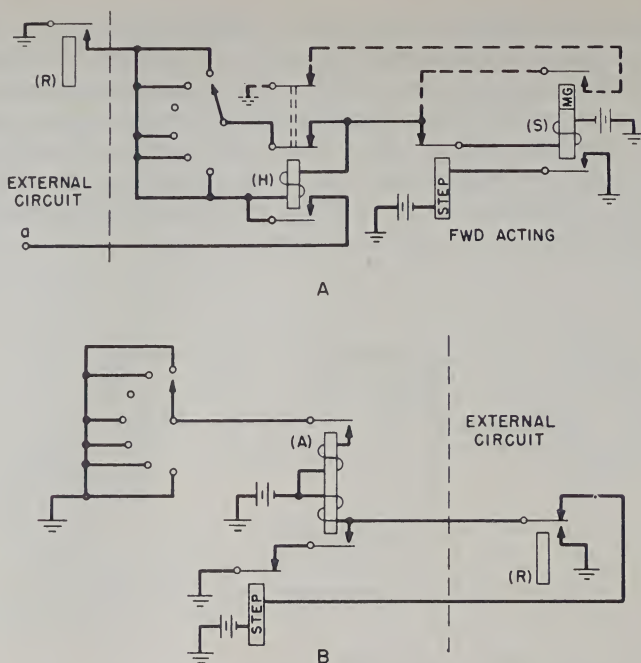 (R)
MG
(S)
(H)
EXTERNAL
CIRCUIT
STEP
a
FWD ACTING
A
EXTERNAL
CIRCUIT
(A)
(R)
STEP
B